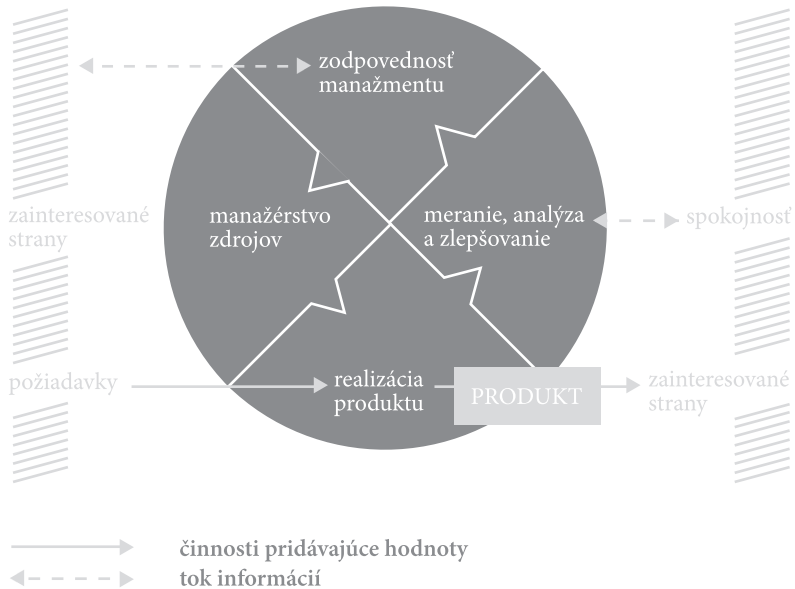 zodpovednosť
manažmentu
zainteresované
strany
manažérstvo
zdrojov
meranie, analýza
a zlepšovanie
spokojnosť
požiadavky
realizácia
produktu
PRODUKT
zainteresované
strany
činnosti pridávajúce hodnoty
tok informácií